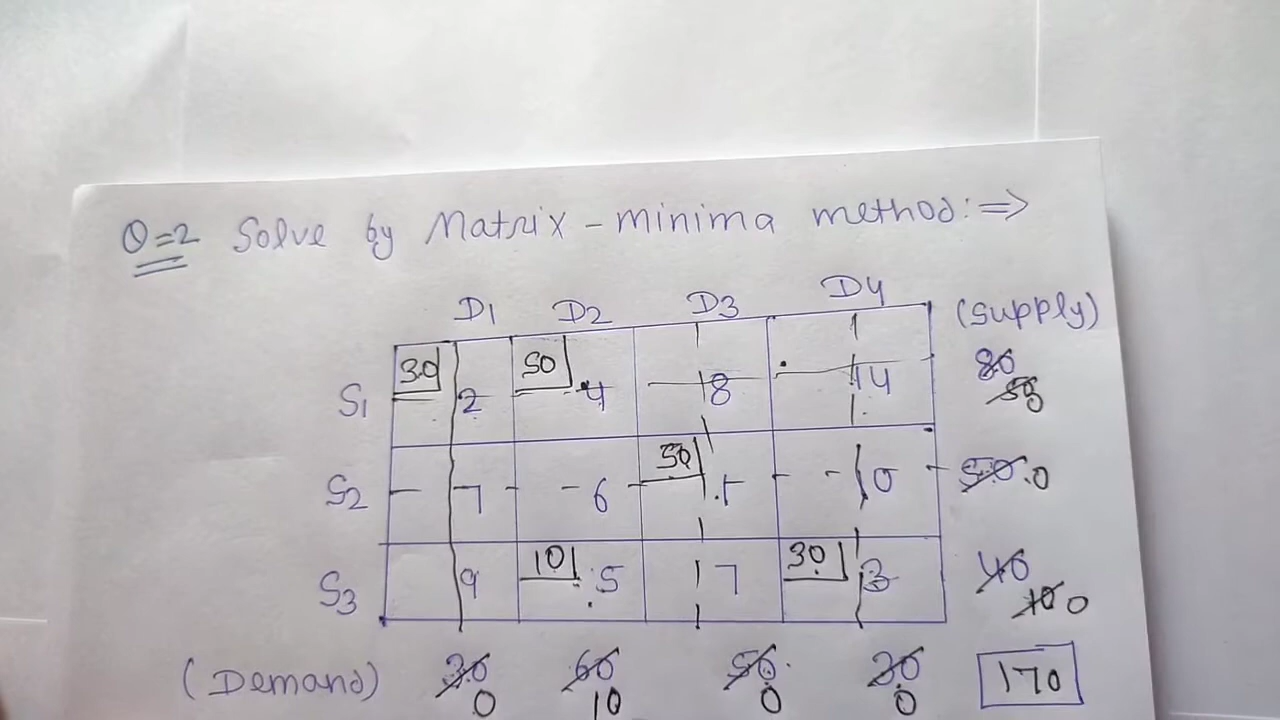 Q=2 Solve by Matrix-minima method:⇒
D1 D2 D3 D4 (supply)
S1 30 2 50 4 8 14 80 50 0
S2 7 6 50 1 0 50 0
S3 9 10 5 7 30 3 40 10 0
(Demand) 30 0 60 10 50 0 30 0 170